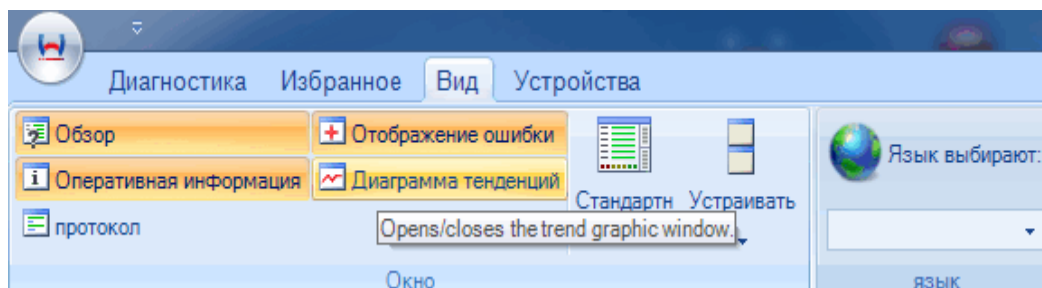 Диагностика Избранное Вид Устройства
Обзор
Отображение ошибки
Оперативная информация
Диаграмма тенденций
протокол
Стандартн
Устраивать
Opens/closes the trend graphic window.
Окно
Язык выбирают:
язык